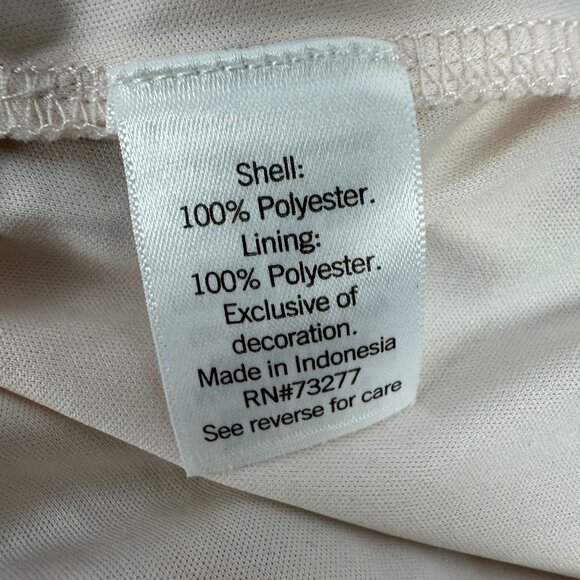 Shell:
100% Polyester.
Lining:
100% Polyester.
Exclusive of
decoration.
Made in Indonesia
RN#73277
See reverse for care